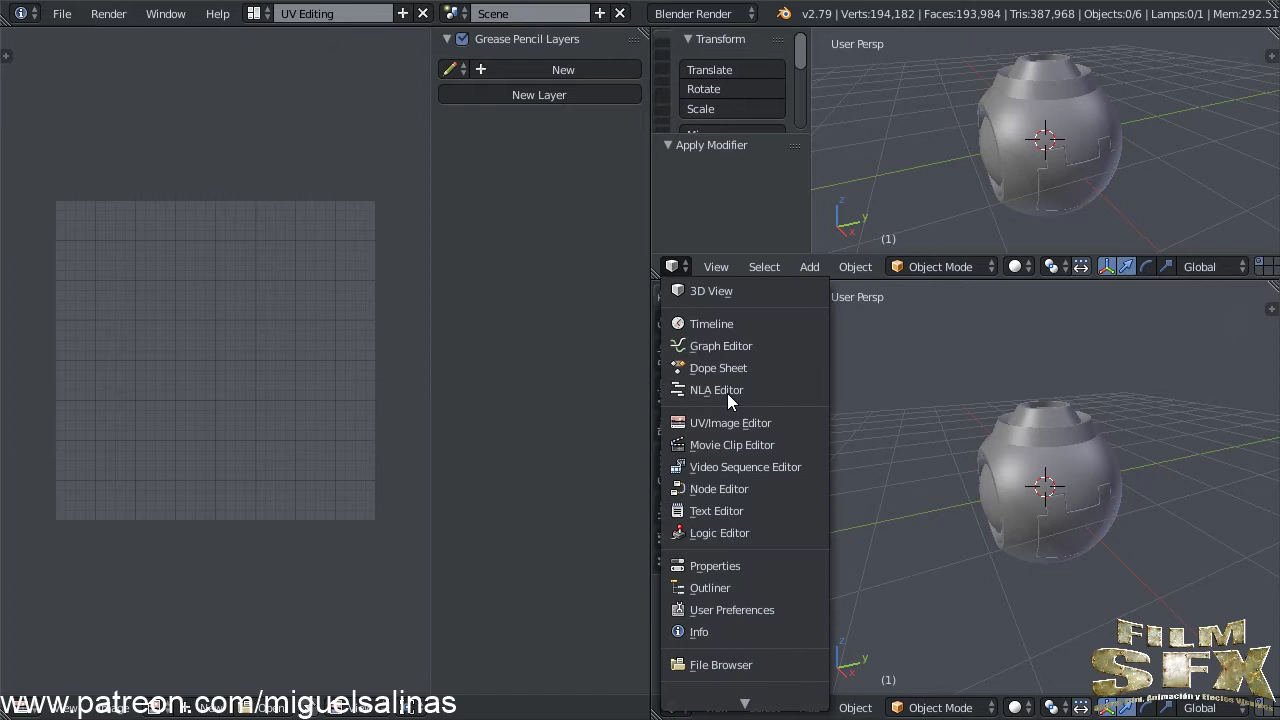 File Render Window Help UV Editing Scene Blender Render v2.79 | Verts:194,182 | Faces:193,984 | Tris:387,968 | Objects:0/6 | Lamps:0/1 | Mem:292.51
Grease Pencil Layers
New
New Layer
Transform
Translate
Rotate
Scale
Apply Modifier
User Persp
z
y
x
(1)
View Select Add Object Object Mode Global
3D View
Timeline
Graph Editor
Dope Sheet
NLA Editor
UV/Image Editor
Movie Clip Editor
Video Sequence Editor
Node Editor
Text Editor
Logic Editor
Properties
Outliner
User Preferences
Info
File Browser
User Persp
z
y
x
(1)
Object Object Mode Global
FILM
SFX
www.patreon.com/miguelsalinas